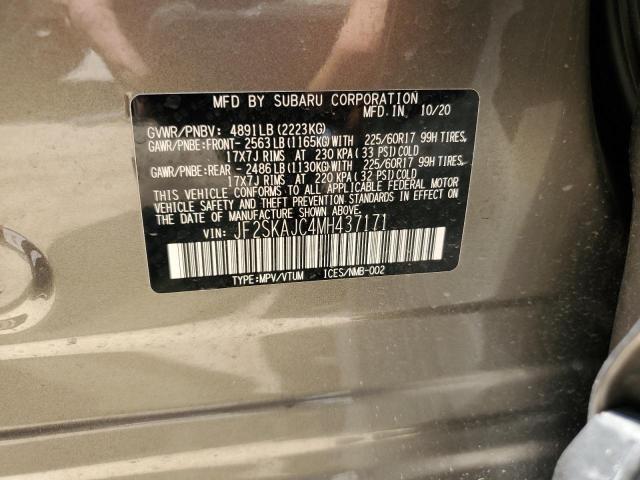 MFD BY SUBARU CORPORATION
MFD. IN 10/20
GVWR/PNBV: 4891LB (2223KG)
GAWR/PNBE:FRONT-2563LB(1165KG)WITH 225/60R17 99H TIRES,
17X7J RIMS AT 230 KPA(33 PSI)COLD
GAWR/PNBE:REAR -2486LB(1130KG)WITH 225/60R17 99H TIRES,
17X7J RIMS AT 220 KPA(32 PSI)COLD
THIS VEHICLE CONFORMS TO ALL APPLICABLE FEDERAL MOTOR
VEHICLE SAFETY AND THEFT PREVENTION STANDARDS IN EFFECT ON
THE DATE OF MANUFACTURE SHOWN ABOVE.
VIN: JF2SKAJC4MH437171
TYPE:MPV/VTUM ICES/NMB-002